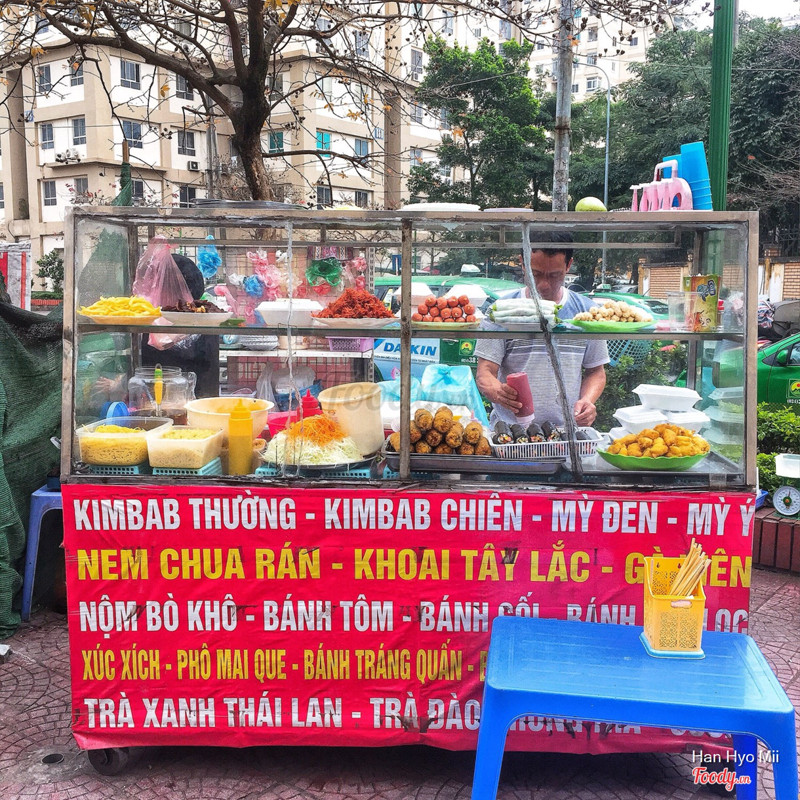 DAIKIN
KIMBAB THƯỜNG - KIMBAB CHIÊN - MỲ ĐEN - MỲ Ý
NEM CHUA RÁN - KHOAI TÂY LẮC - GÀ VIÊN
NỘM BÒ KHÔ - BÁNH TÔM - BÁNH GỐI - BÁNH
XÚC XÍCH - PHÔ MAI QUE - BÁNH TRÁNG QUẤN -
TRÀ XANH THÁI LAN - TRÀ ĐÀO
Han Hyo Mii
Foody.vn